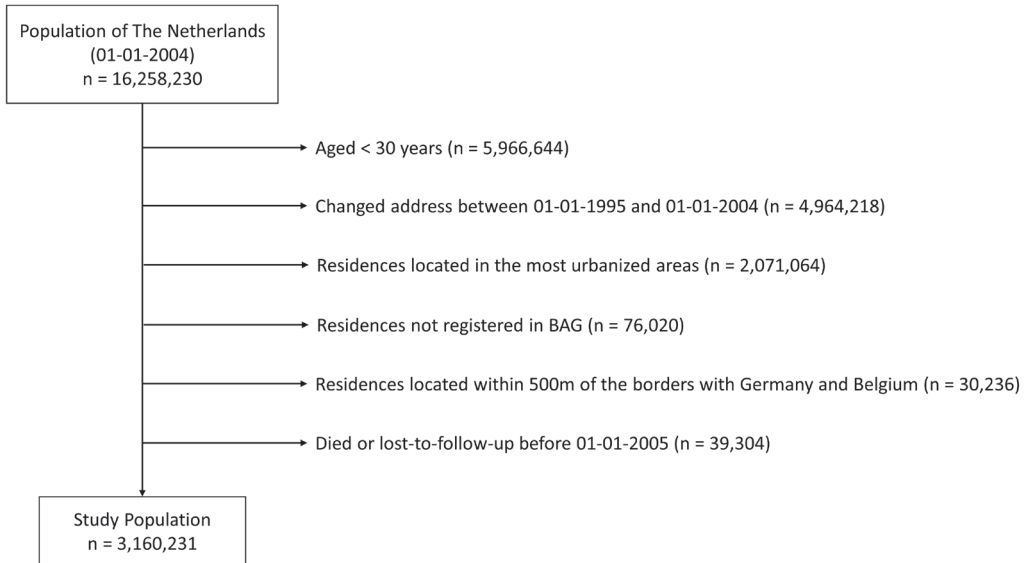 Population of The Netherlands
(01-01-2004)
n = 16,258,230
Aged < 30 years (n = 5,966,644)
Changed address between 01-01-1995 and 01-01-2004 (n = 4,964,218)
Residences located in the most urbanized areas (n = 2,071,064)
Residences not registered in BAG (n = 76,020)
Residences located within 500m of the borders with Germany and Belgium (n = 30,236)
Died or lost-to-follow-up before 01-01-2005 (n = 39,304)
Study Population
n = 3,160,231